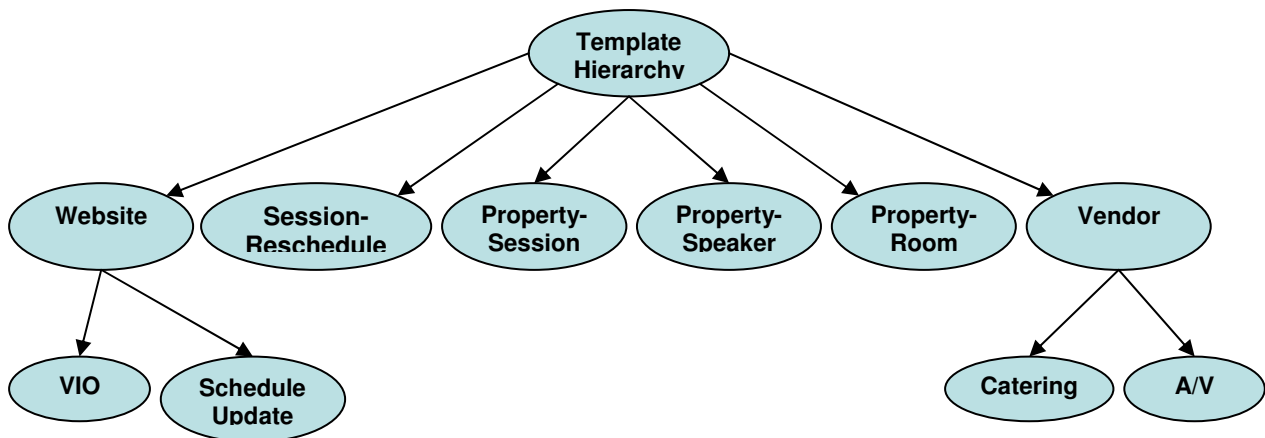 Template
Hierarchy
Website
Session-
Reschedule
Property-
Session
Property-
Speaker
Property-
Room
Vendor
VIO
Schedule
Update
Catering
A/V